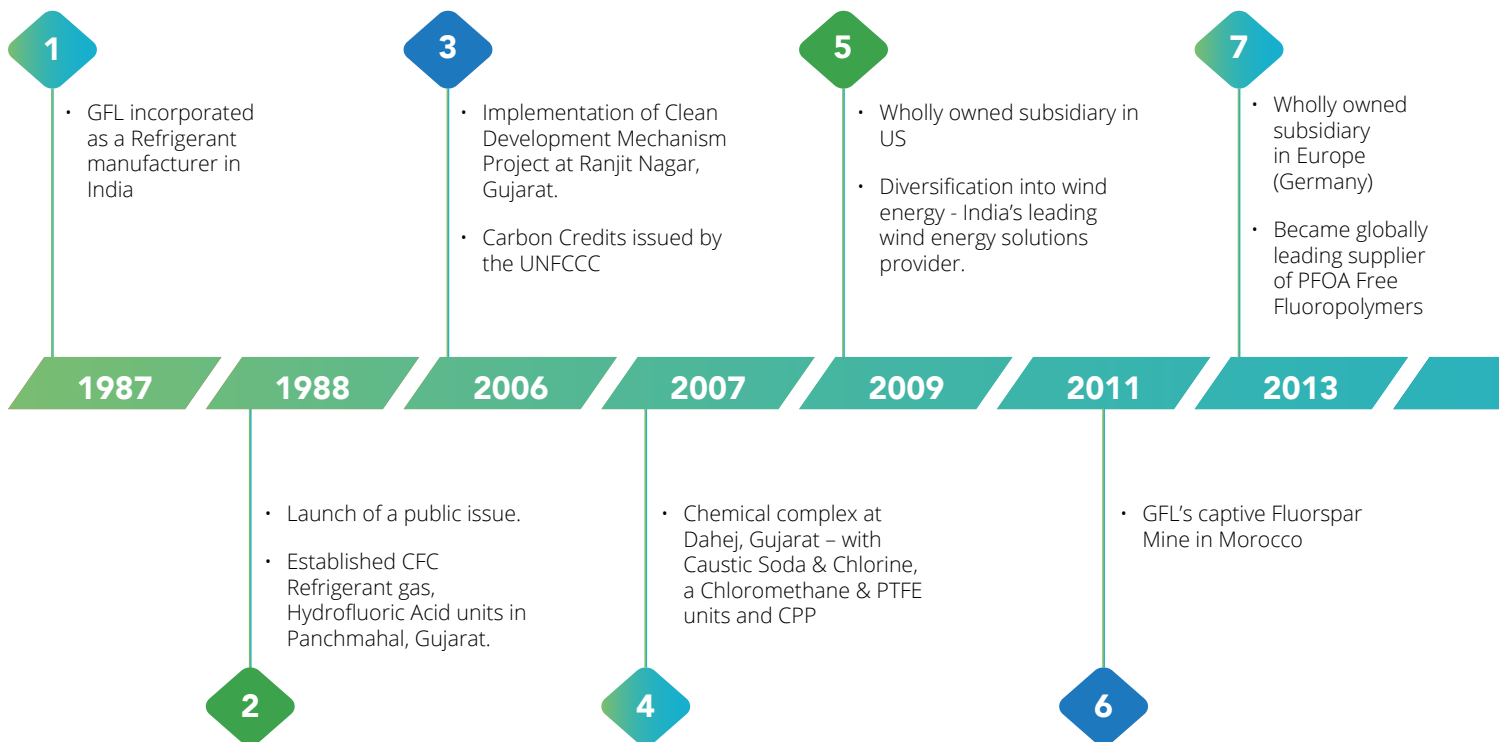 1
• GFL incorporated
as a Refrigerant
manufacturer in
India
3
• Implementation of Clean
Development Mechanism
Project at Ranjit Nagar,
Gujarat.
• Carbon Credits issued by
the UNFCCC
5
• Wholly owned subsidiary in
US
• Diversification into wind
energy - India's leading
wind energy solutions
provider.
7
• Wholly owned
subsidiary
in Europe
(Germany)
• Became globally
leading supplier
of PFOA Free
Fluoropolymers
1987
1988
2006
2007
2009
2011
2013
• Launch of a public issue.
• Established CFC
Refrigerant gas,
Hydrofluoric Acid units in
Panchmahal, Gujarat.
2
• Chemical complex at
Dahej, Gujarat – with
Caustic Soda & Chlorine,
a Chloromethane & PTFE
units and CPP
4
• GFL's captive Fluorspar
Mine in Morocco
6